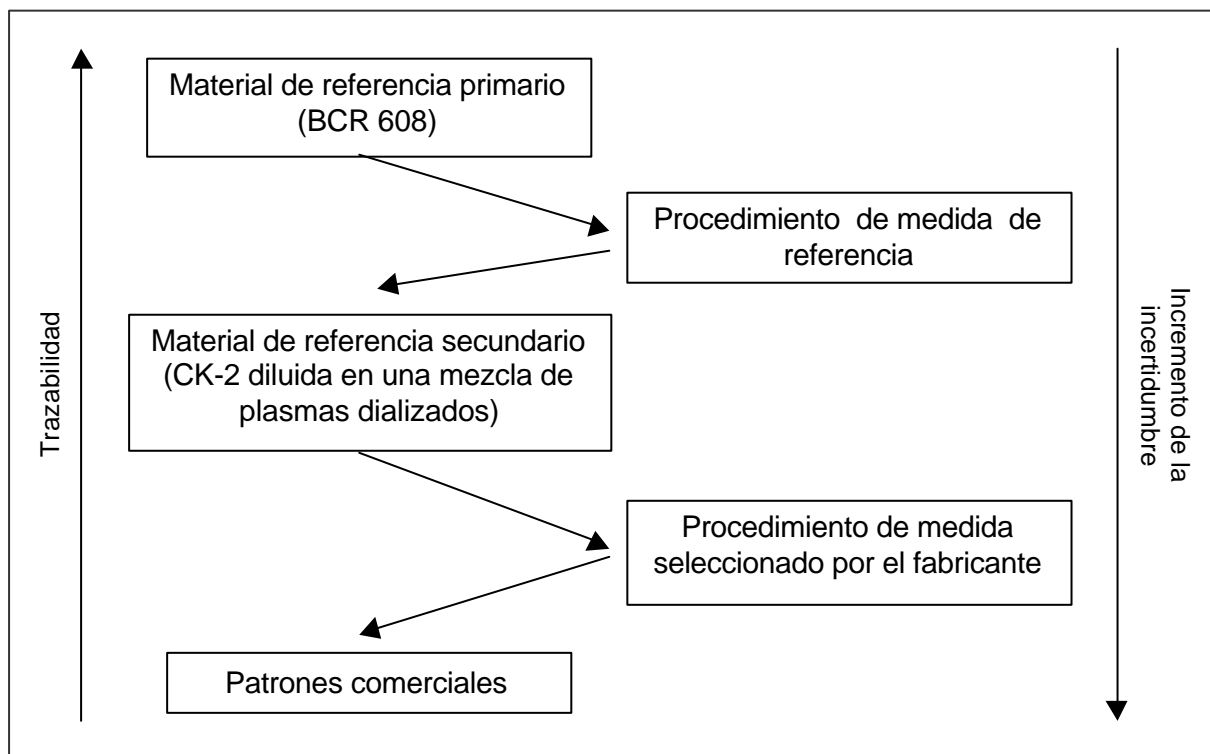 Material de referencia primario
(BCR 608)
Procedimiento de medida de
referencia
Material de referencia secundario
(CK-2 diluida en una mezcla de
plasmas dializados)
Procedimiento de medida
seleccionado por el fabricante
Patrones comerciales
Trazabilidad
Incremento de la
incertidumbre